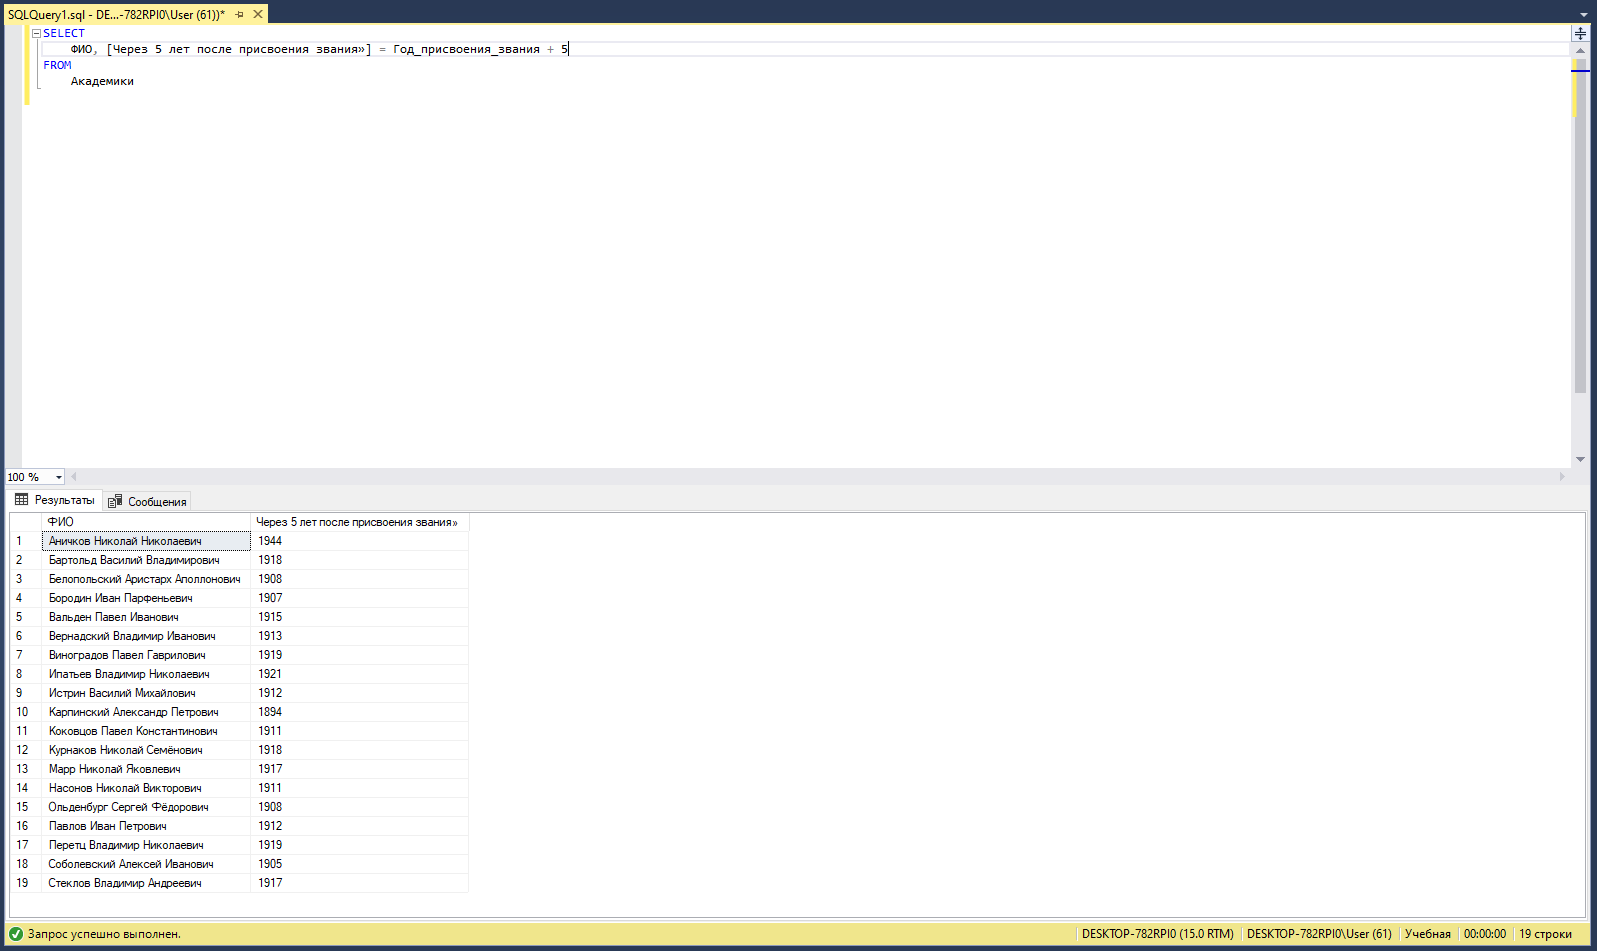 SQLQuery1.sql - DE...-782RPI0\User (61))*
SELECT
ФИО, [Через 5 лет после присвоения звания»] = Год_присвоения_звания + 5
FROM
Академики
100 %
Результаты Сообщения
ФИО Через 5 лет после присвоения звания»
1 Аничков Николай Николаевич 1944
2 Бартольд Василий Владимирович 1918
3 Белопольский Аристарх Аполлонович 1908
4 Бородин Иван Парфеньевич 1907
5 Вальден Павел Иванович 1915
6 Вернадский Владимир Иванович 1913
7 Виноградов Павел Гаврилович 1919
8 Ипатьев Владимир Николаевич 1921
9 Истрин Василий Михайлович 1912
10 Карпинский Александр Петрович 1894
11 Коковцов Павел Константинович 1911
12 Курнаков Николай Семёнович 1918
13 Марр Николай Яковлевич 1917
14 Насонов Николай Викторович 1911
15 Ольденбург Сергей Фёдорович 1908
16 Павлов Иван Петрович 1912
17 Перетц Владимир Николаевич 1919
18 Соболевский Алексей Иванович 1905
19 Стеклов Владимир Андреевич 1917
Запрос успешно выполнен. DESKTOP-782RPI0 (15.0 RTM) DESKTOP-782RPI0\User (61) Учебная 00:00:00 19 строки